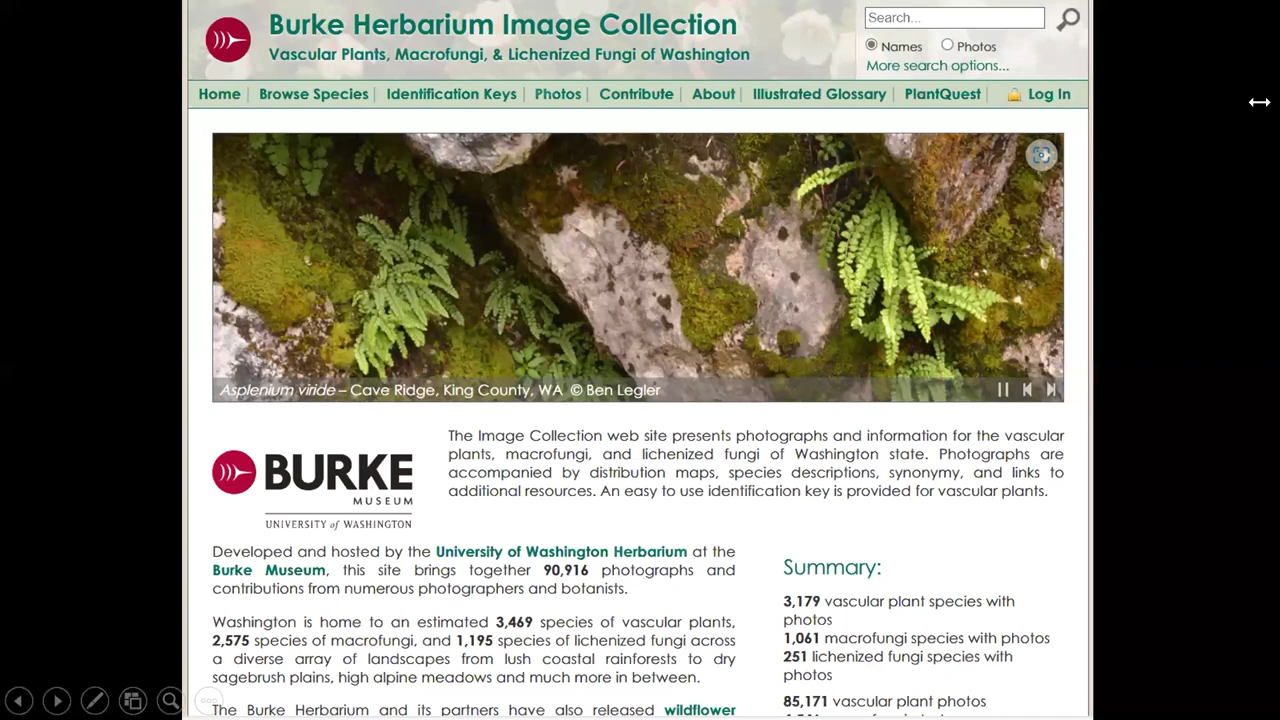 Burke Herbarium Image Collection
Vascular Plants, Macrofungi, & Lichenized Fungi of Washington
Search...
Names Photos
More search options...
Home Browse Species Identification Keys Photos Contribute About Illustrated Glossary PlantQuest Log In
Asplenium viride – Cave Ridge, King County, WA © Ben Legler
BURKE
MUSEUM
UNIVERSITY of WASHINGTON
The Image Collection web site presents photographs and information for the vascular
plants, macrofungi, and lichenized fungi of Washington state. Photographs are
accompanied by distribution maps, species descriptions, synonymy, and links to
additional resources. An easy to use identification key is provided for vascular plants.
Developed and hosted by the University of Washington Herbarium at the
Burke Museum, this site brings together 90,916 photographs and
contributions from numerous photographers and botanists.
Washington is home to an estimated 3,469 species of vascular plants,
2,575 species of macrofungi, and 1,195 species of lichenized fungi across
a diverse array of landscapes from lush coastal rainforests to dry
sagebrush plains, high alpine meadows and much more in between.
The Burke Herbarium and its partners have also released wildflower
Summary:
3,179 vascular plant species with
photos
1,061 macrofungi species with photos
251 lichenized fungi species with
photos
85,171 vascular plant photos